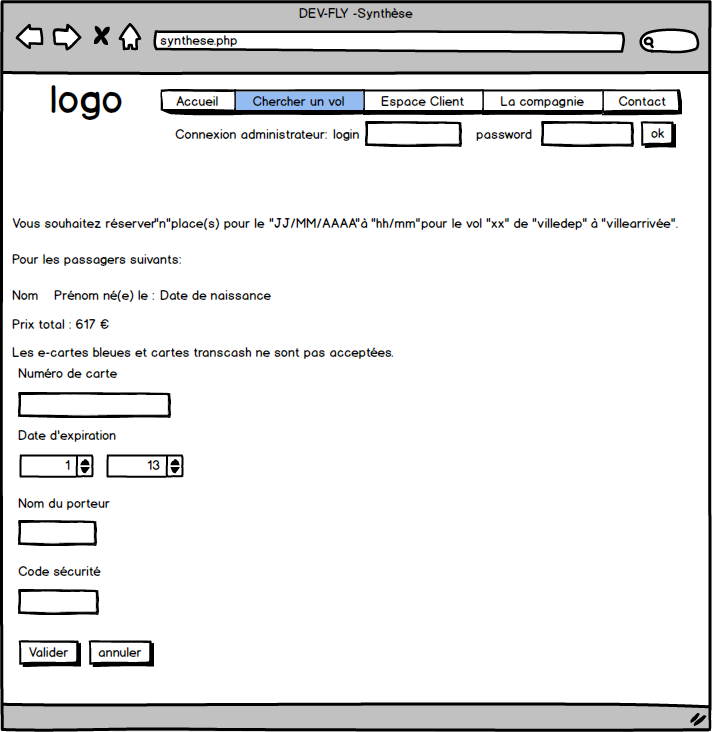 DEV-FLY -Synthèse
synthese.php
logo
Accueil Chercher un vol Espace Client La compagnie Contact
Connexion administrateur: login password ok
Vous souhaitez réserver"n"place(s) pour le "JJ/MM/AAAA"à "hh/mm"pour le vol "xx" de "villedep" à "villearrivée".
Pour les passagers suivants:
Nom Prénom né(e) le : Date de naissance
Prix total : 617 €
Les e-cartes bleues et cartes transcash ne sont pas acceptées.
Numéro de carte
Date d'expiration
1 13
Nom du porteur
Code sécurité
Valider annuler